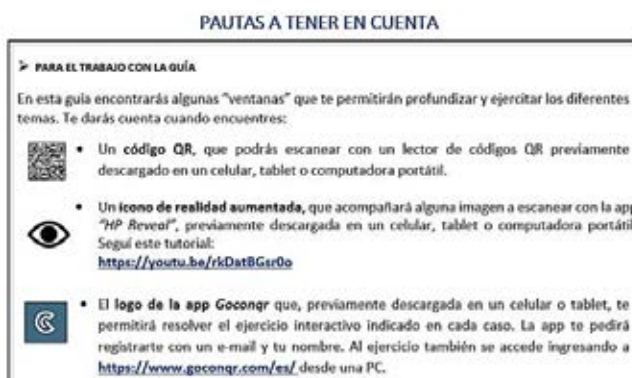 PAUTAS A TENER EN CUENTA
➢ PARA EL TRABAJO CON LA GUÍA
En esta guía encontrarás algunas "ventanas" que te permitirán profundizar y ejercitar los diferentes
temas. Te darás cuenta cuando encuentres:
• Un código QR, que podrás escanear con un lector de códigos QR previamente
descargado en un celular, tablet o computadora portátil.
• Un ícono de realidad aumentada, que acompañará alguna imagen a escanear con la app
"HP Reveal", previamente descargada en un celular, tablet o computadora portátil
Seguí este tutorial:
https://youtu.be/rkDatBGsr0o
• El logo de la app Goconqr que, previamente descargada en un celular o tablet, te
permitirá resolver el ejercicio interactivo indicado en cada caso. La app te pedirá
registrarte con un e-mail y tu nombre. Al ejercicio también se accede ingresando a
https://www.goconqr.com/es/ desde una PC.